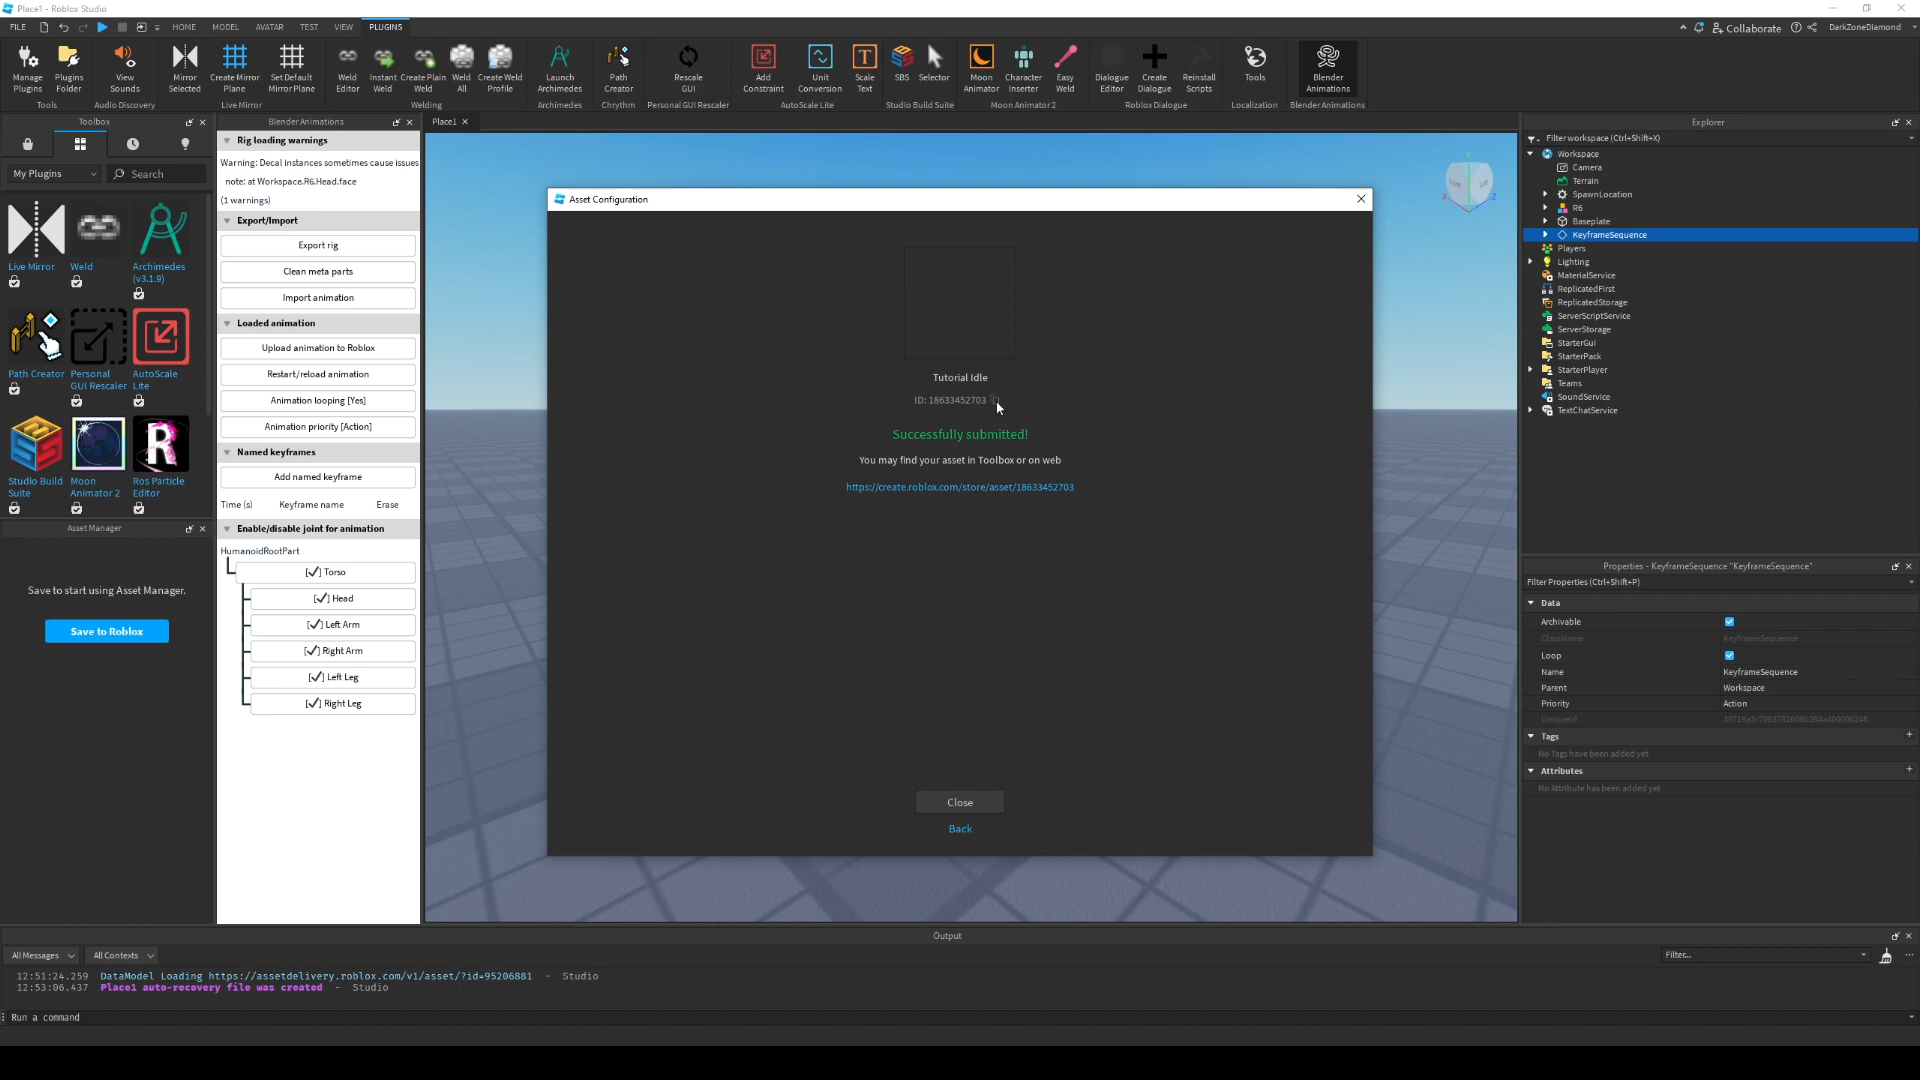 Place1 - Roblox Studio
FILE HOME MODEL AVATAR TEST VIEW PLUGINS Collaborate DarkZoneDiamond
Manage Plugins
Plugins Folder
Tools
View Sounds
Audio Discovery
Mirror Selected
Create Mirror Plane
Set Default Mirror Plane
Live Mirror
Weld Editor
Instant Weld
Create Plain Weld
Weld All
Create Weld Profile
Welding
Launch Archimedes
Archimedes
Path Creator
Chrythm
Rescale GUI
Personal GUI Rescaler
Add Constraint
Unit Conversion
Scale Text
AutoScale Lite
SBS
Selector
Studio Build Suite
Moon Animator
Character Inserter
Easy Weld
Moon Animator 2
Dialogue Editor
Create Dialogue
Reinstall Scripts
Roblox Dialogue
Tools
Localization
Blender Animations
Blender Animations
Toolbox
My Plugins
Search
Live Mirror
Weld
Archimedes (v3.1.9)
Path Creator
Personal GUI Rescaler
AutoScale Lite
Studio Build Suite
Moon Animator 2
Ros Particle Editor
Asset Manager
Save to start using Asset Manager.
Save to Roblox
Blender Animations
Rig loading warnings
Warning: Decal instances sometimes cause issues
note: at Workspace.R6.Head.face
(1 warnings)
Export/Import
Export rig
Clean meta parts
Import animation
Loaded animation
Upload animation to Roblox
Restart/reload animation
Animation looping [Yes]
Animation priority [Action]
Named keyframes
Add named keyframe
Time (s) Keyframe name Erase
Enable/disable joint for animation
HumanoidRootPart
[✓] Torso
[✓] Head
[✓] Left Arm
[✓] Right Arm
[✓] Left Leg
[✓] Right Leg
Place1
Front Left
Y
X
Z
Asset Configuration
Tutorial Idle
ID: 18633452703
Successfully submitted!
You may find your asset in Toolbox or on web
https://create.roblox.com/store/asset/18633452703
Close
Back
Explorer
Filter workspace (Ctrl+Shift+X)
Workspace
Camera
Terrain
SpawnLocation
R6
Baseplate
KeyframeSequence
Players
Lighting
MaterialService
ReplicatedFirst
ReplicatedStorage
ServerScriptService
ServerStorage
StarterGui
StarterPack
StarterPlayer
Teams
SoundService
TextChatService
Properties - KeyframeSequence "KeyframeSequence"
Filter Properties (Ctrl+Shift+P)
Data
Archivable
ClassName KeyframeSequence
Loop
Name KeyframeSequence
Parent Workspace
Priority Action
UniqueId
Tags
No Tags have been added yet
Attributes
No Attribute has been added yet
Output
All Messages All Contexts Filter...
12:51:24.259 DataModel Loading https://assetdelivery.roblox.com/v1/asset/?id=95206881 - Studio
12:53:06.437 Place1 auto-recovery file was created - Studio
Run a command